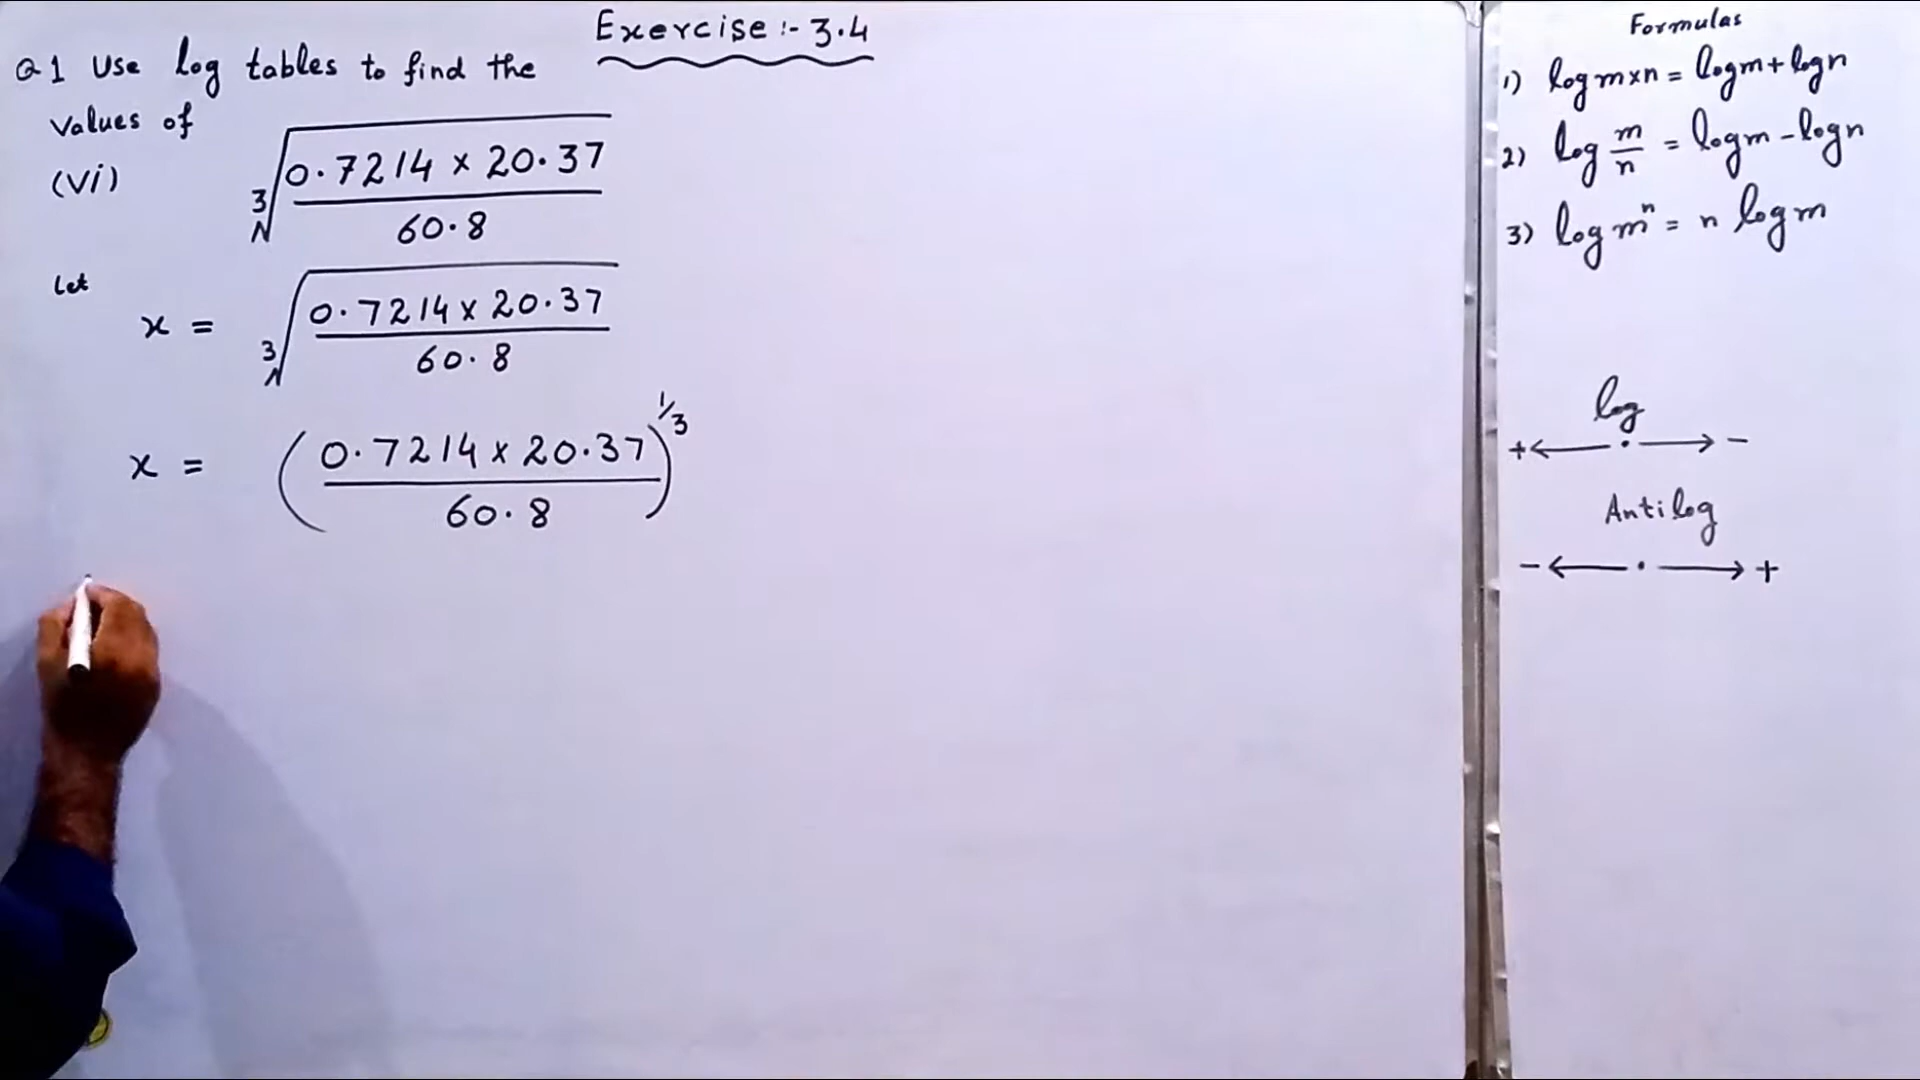 Exercise :- 3.4
Q1 Use log tables to find the
values of
(vi) ∛((0.7214 × 20.37)/60.8)
Let
x = ∛((0.7214 × 20.37)/60.8)
x = ((0.7214 × 20.37)/60.8)^(1/3)
Formulas
1) log m×n = log m + log n
2) log m/n = log m - log n
3) log mⁿ = n log m
log
+ ← . → -
Antilog
- ← . → +